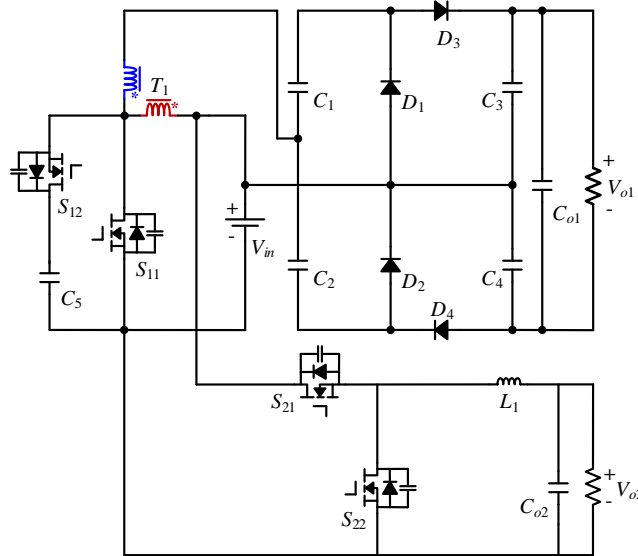 D3
T1
*
*
C1
D1
C3
S12
+
-
Vin
+
Vo1
-
Co1
S11
C5
C2
D2
C4
D4
S21
L1
S22
Co2
+
Vo2
-